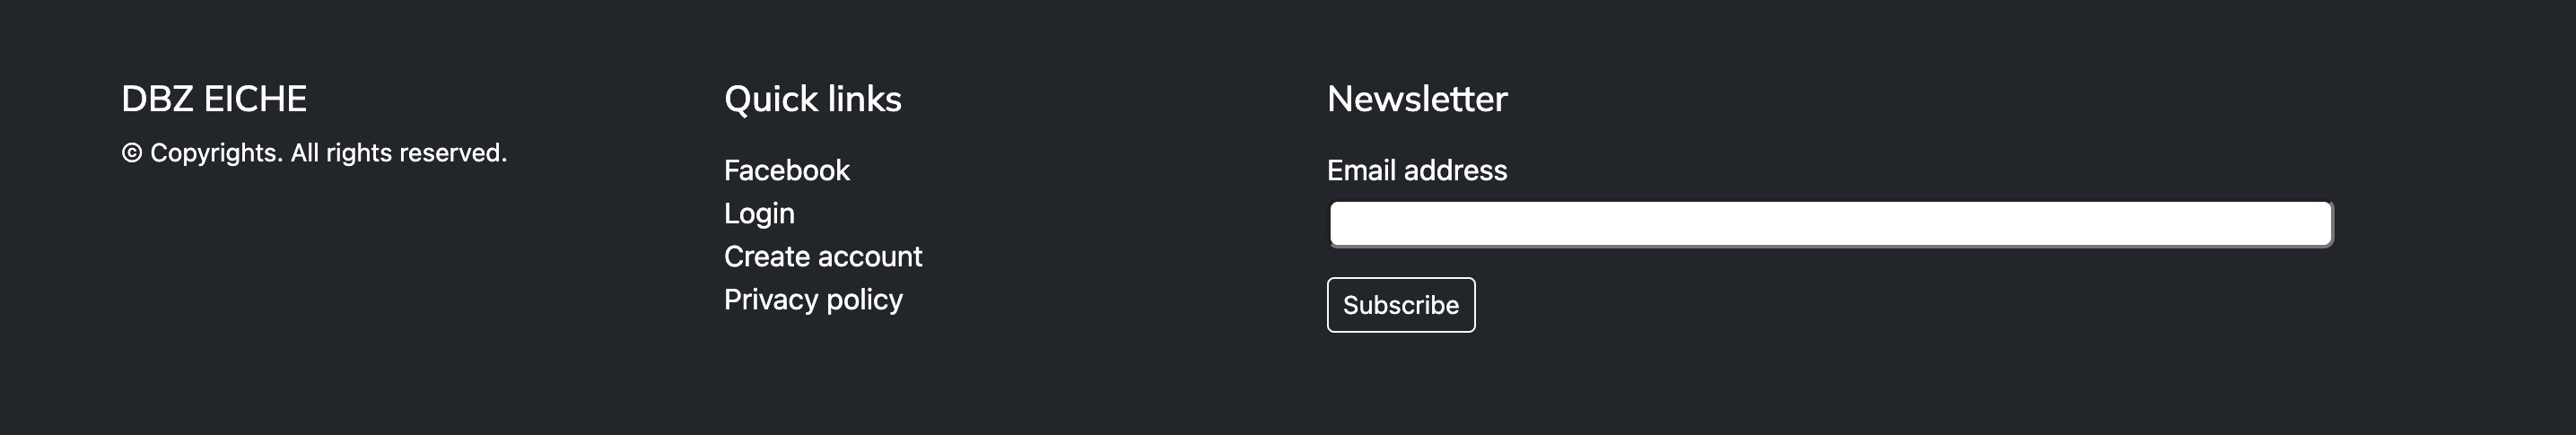 DBZ EICHE
© Copyrights. All rights reserved.
Quick links
Facebook
Login
Create account
Privacy policy
Newsletter
Email address
Subscribe